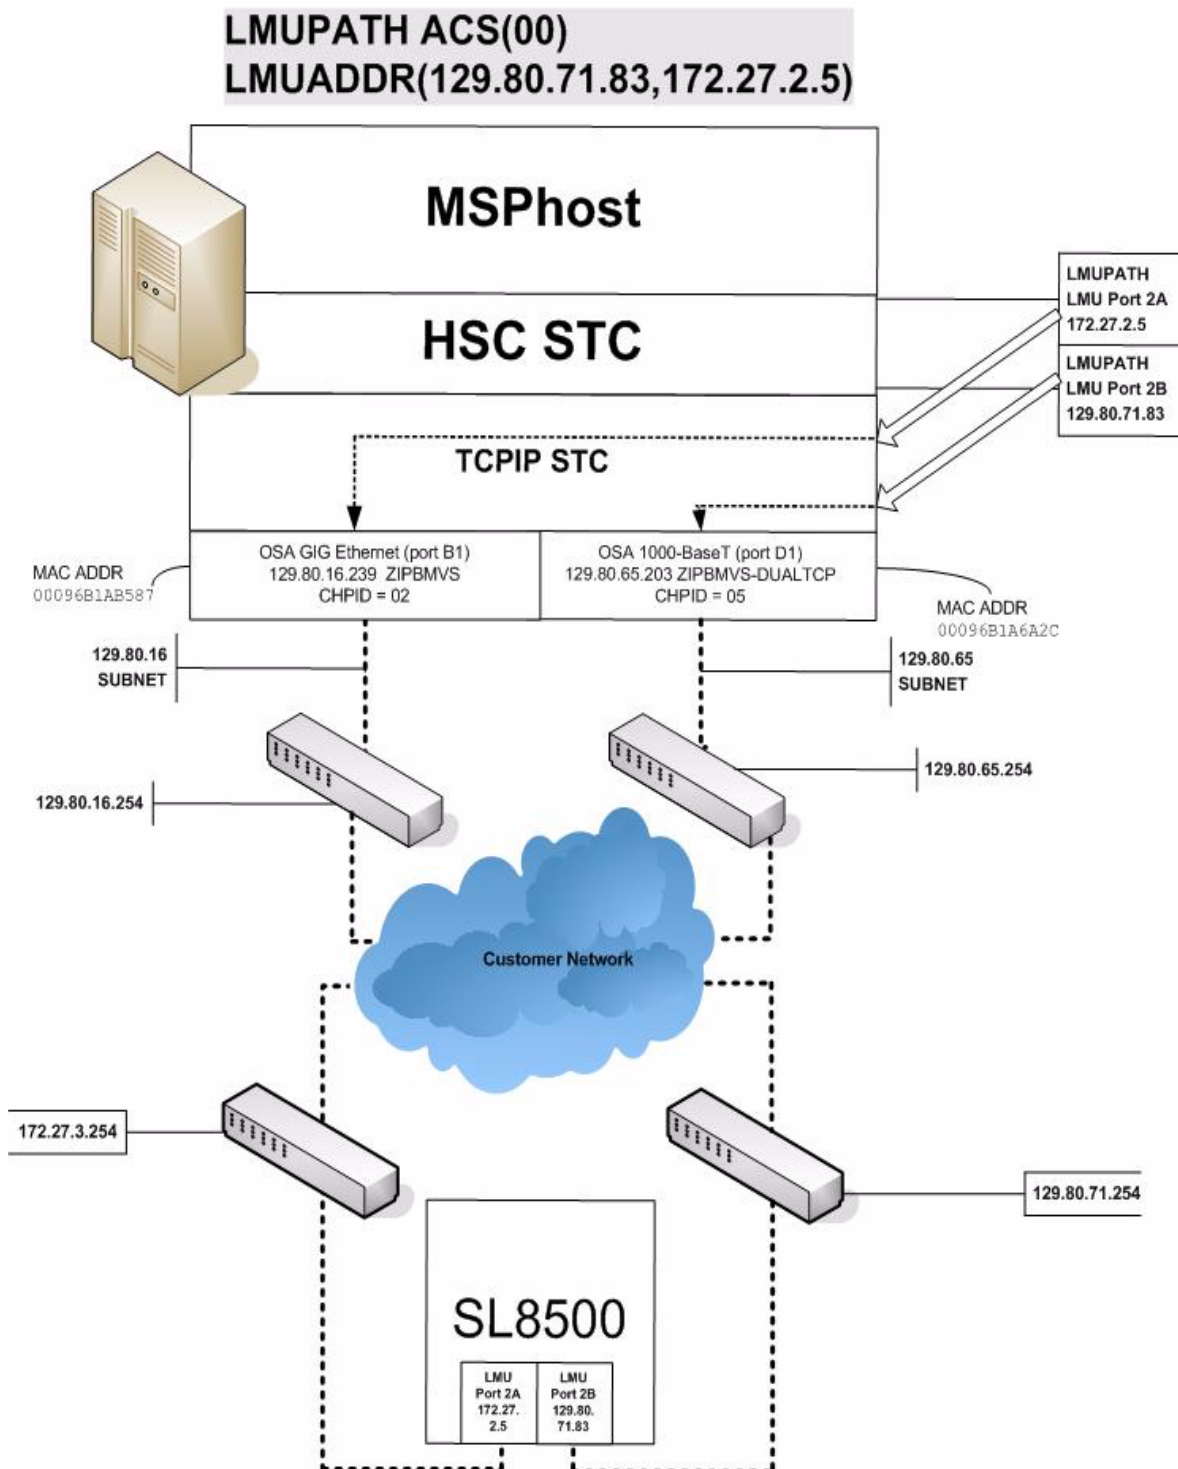 LMUPATH ACS(00)
LMUADDR(129.80.71.83,172.27.2.5)
MSPhost
HSC STC
LMUPATH
LMU Port 2A
172.27.2.5
LMUPATH
LMU Port 2B
129.80.71.83
TCPIP STC
OSA GIG Ethernet (port B1)
129.80.16.239 ZIPBMVS
CHPID = 02
OSA 1000-BaseT (port D1)
129.80.65.203 ZIPBMVS-DUALTCP
CHPID = 05
MAC ADDR
00096B1AB587
MAC ADDR
00096B1A6A2C
129.80.16
SUBNET
129.80.65
SUBNET
129.80.16.254
129.80.65.254
Customer Network
172.27.3.254
129.80.71.254
SL8500
LMU
Port 2A
172.27.
2.5
LMU
Port 2B
129.80.
71.83